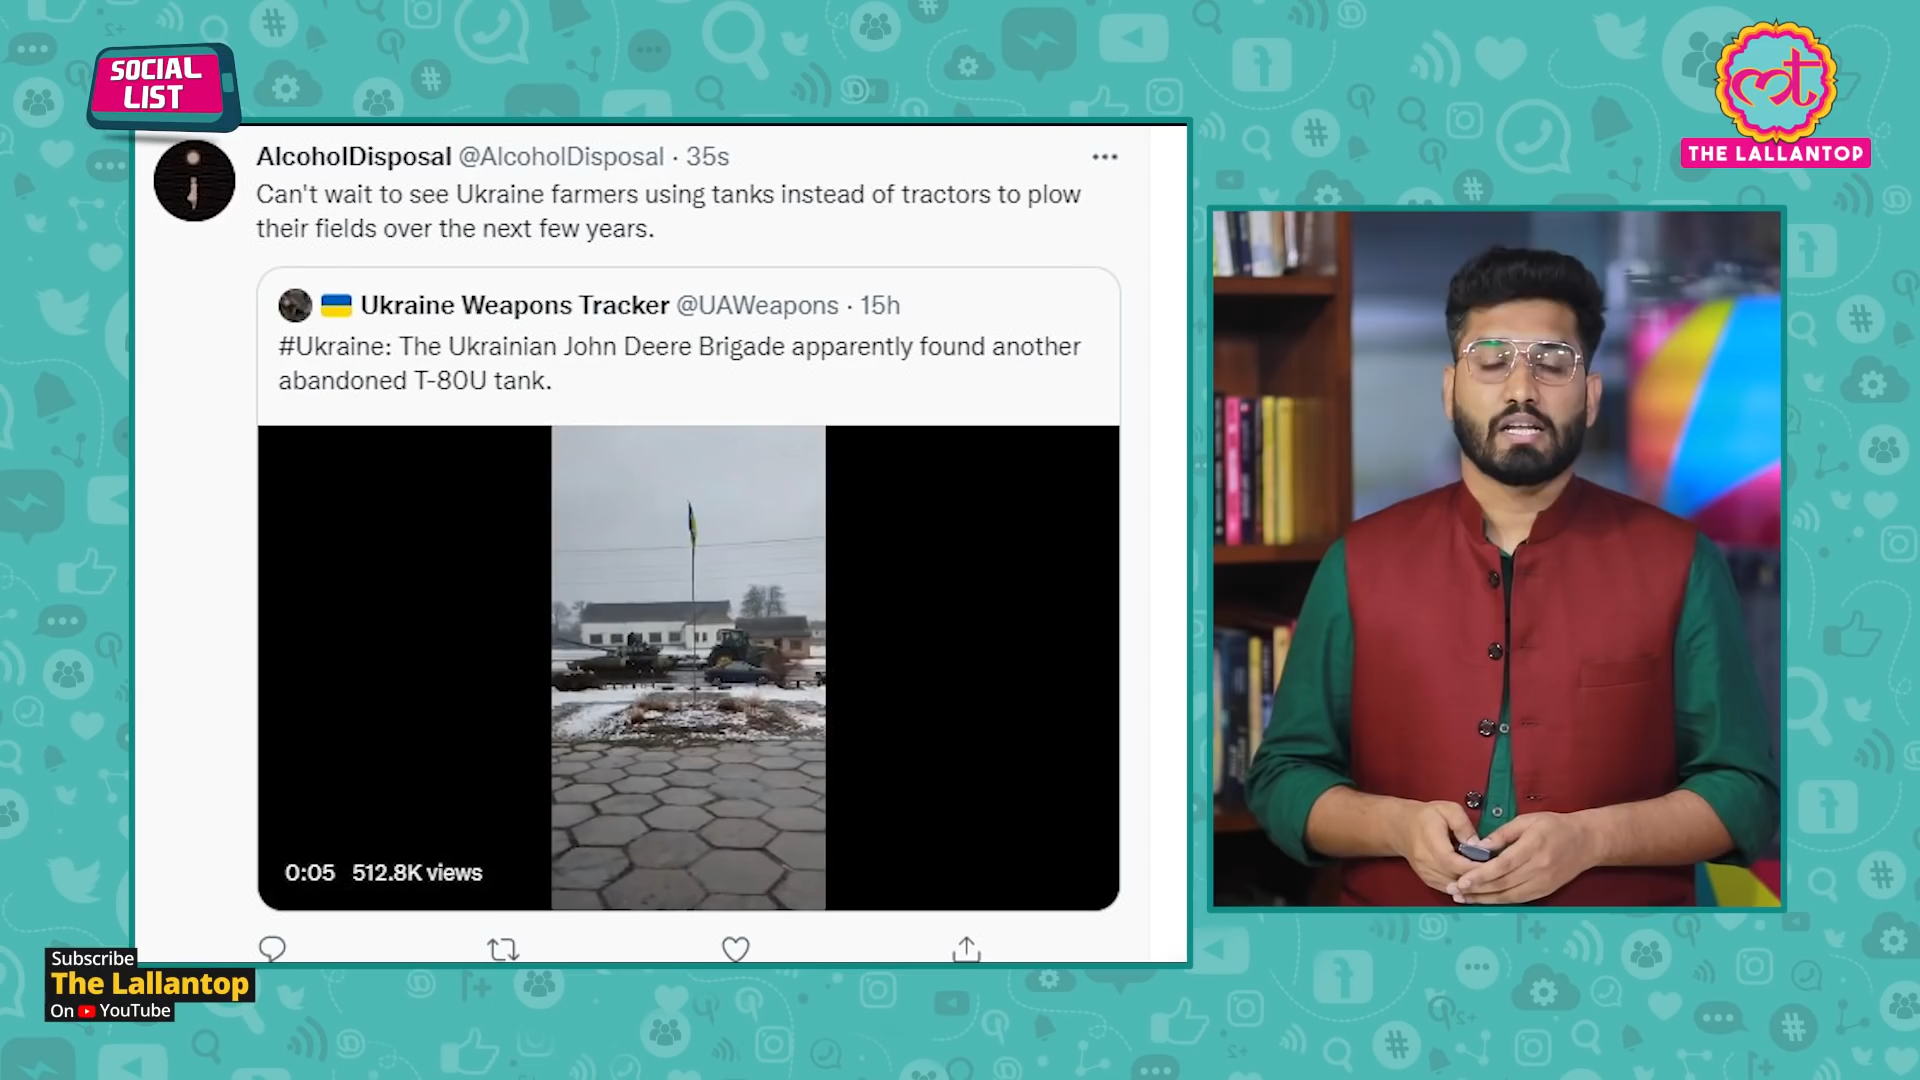 SOCIAL
LIST
मत
THE LALLANTOP
AlcoholDisposal @AlcoholDisposal · 35s
Can't wait to see Ukraine farmers using tanks instead of tractors to plow
their fields over the next few years.
Ukraine Weapons Tracker @UAWeapons · 15h
#Ukraine: The Ukrainian John Deere Brigade apparently found another
abandoned T-80U tank.
0:05 512.8K views
Subscribe
The Lallantop
On YouTube